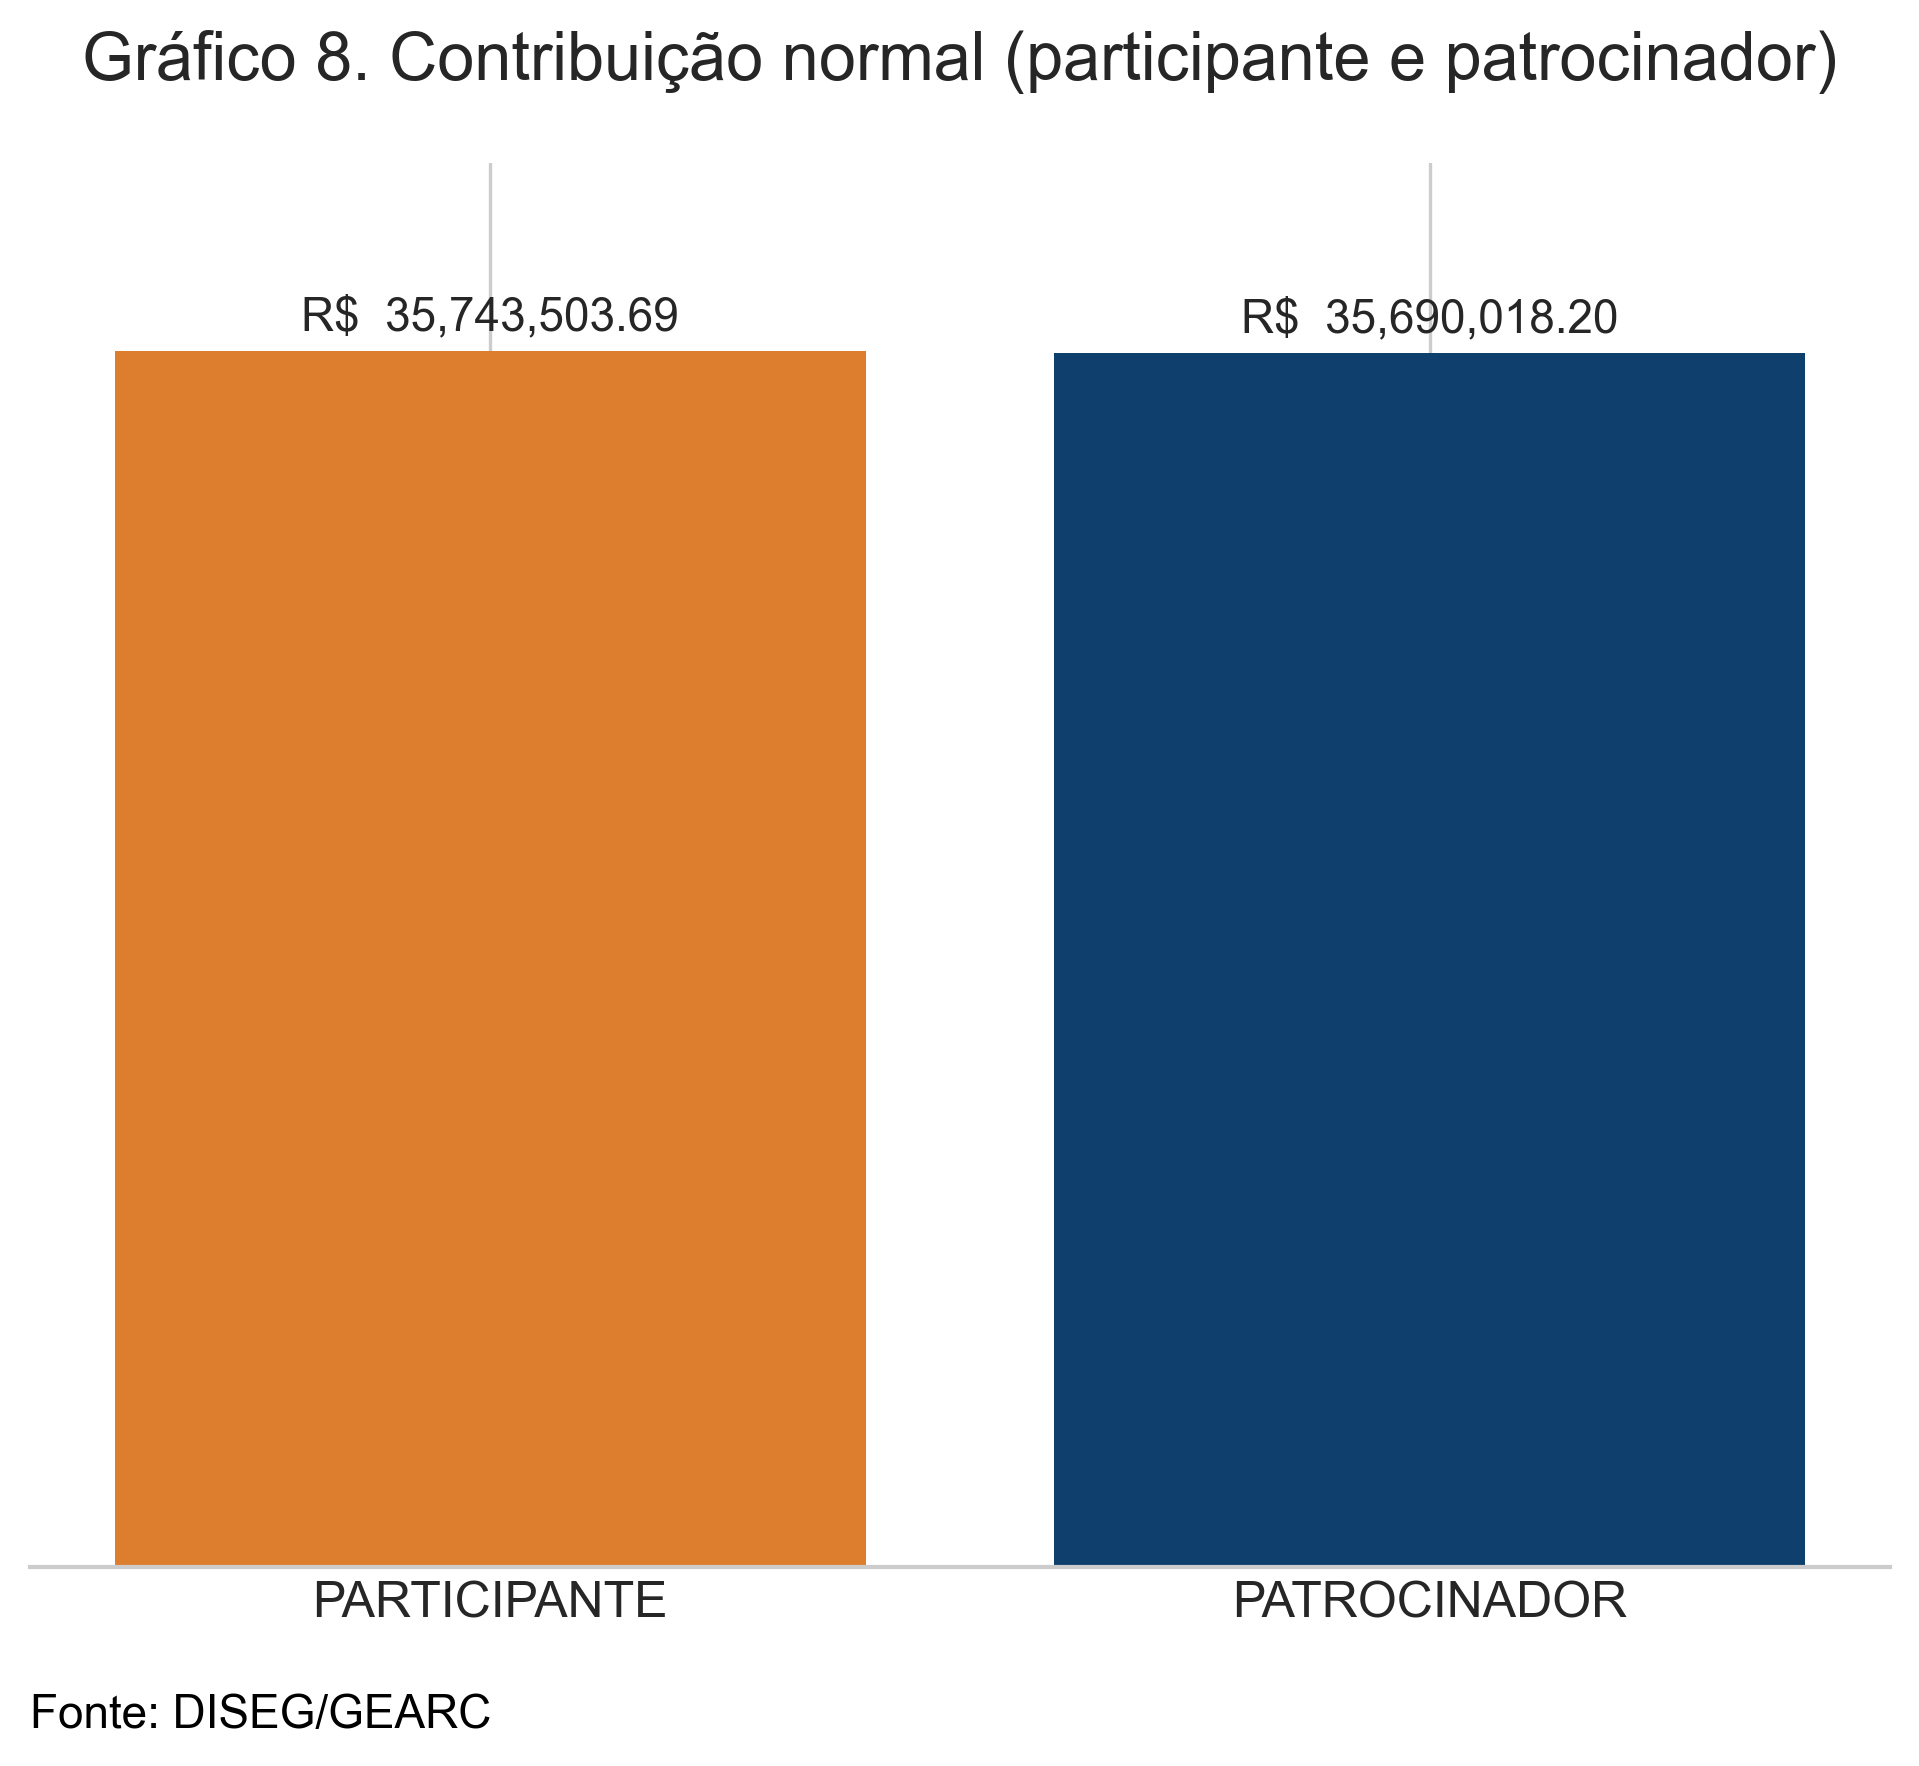 Gráfico 8. Contribuição normal (participante e patrocinador)
R$ 35,743,503.69
R$ 35,690,018.20
PARTICIPANTE
PATROCINADOR
Fonte: DISEG/GEARC